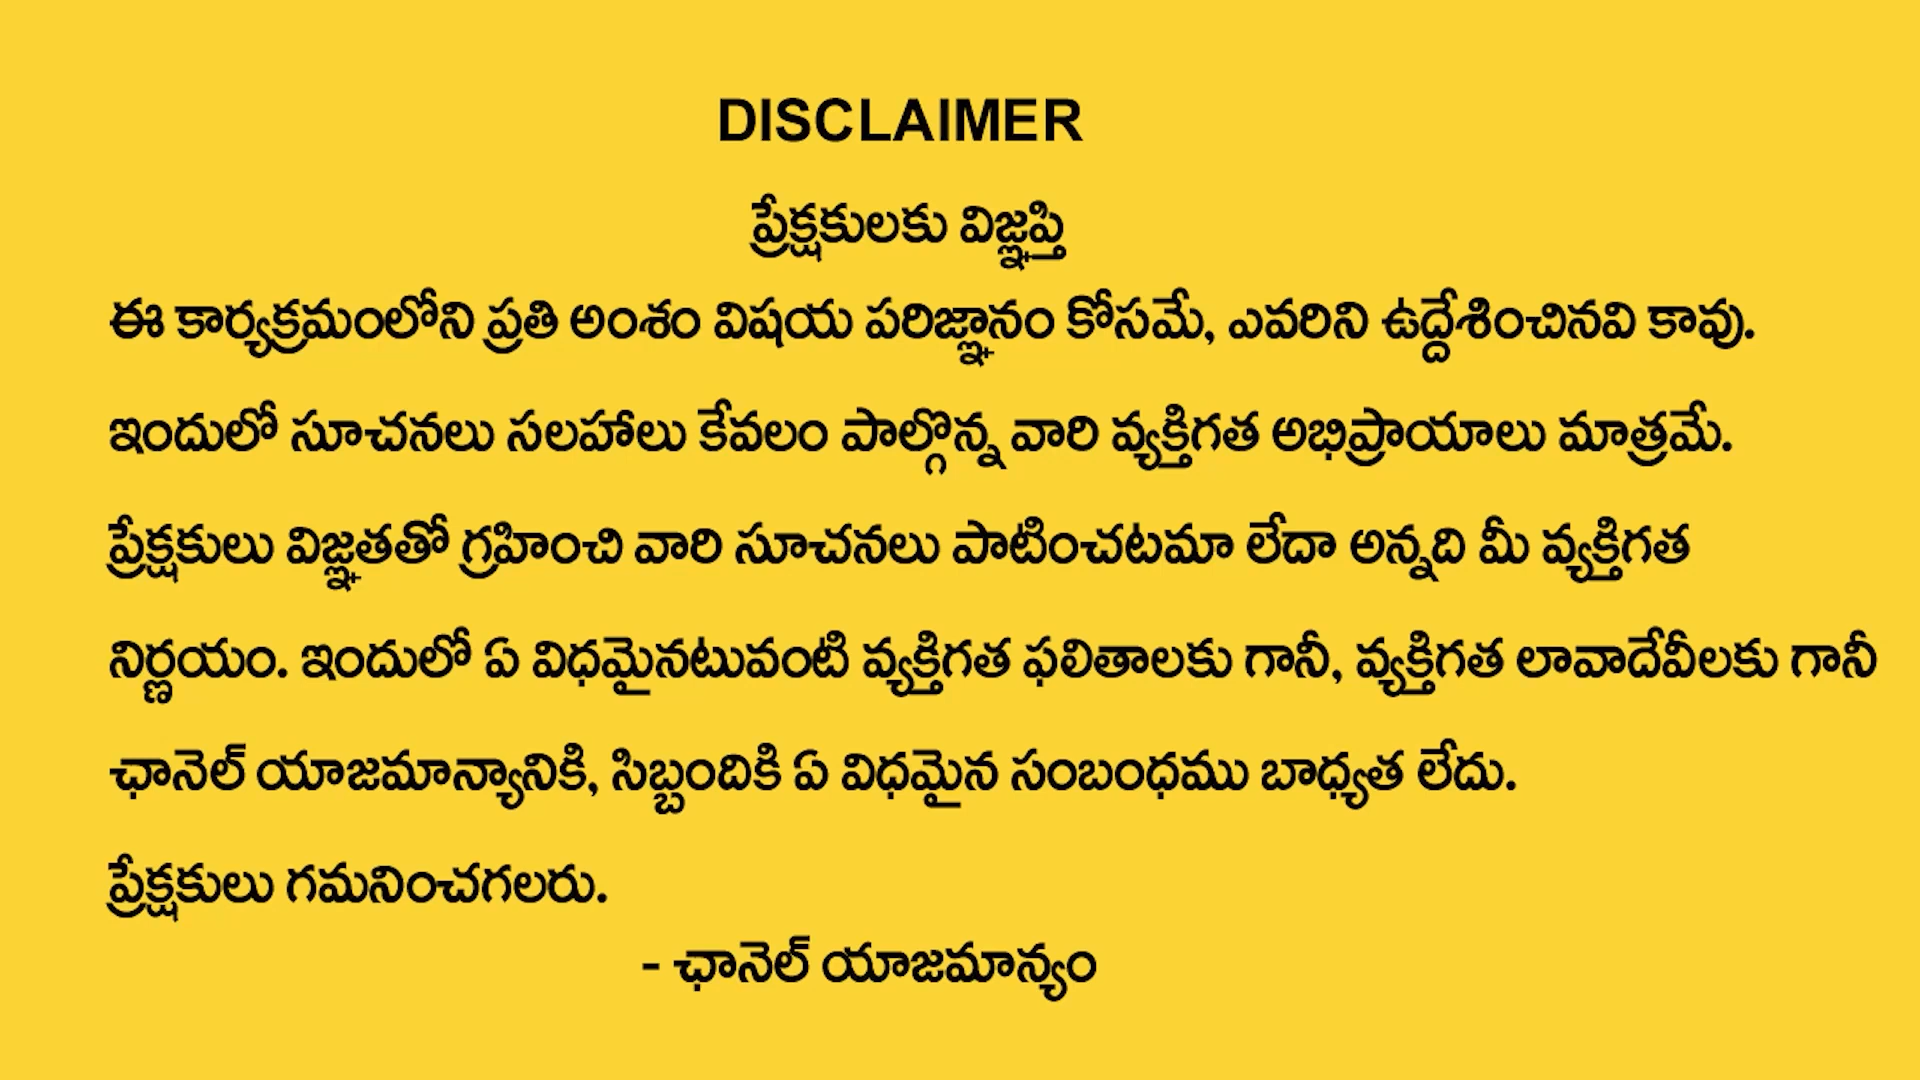 DISCLAIMER
ప్రేక్షకులకు విజ్ఞప్తి
ఈ కార్యక్రమంలోని ప్రతి అంశం విషయ పరిజ్ఞానం కోసమే, ఎవరిని ఉద్దేశించినవి కావు.
ఇందులో సూచనలు సలహాలు కేవలం పాల్గొన్న వారి వ్యక్తిగత అభిప్రాయాలు మాత్రమే.
ప్రేక్షకులు విజ్ఞతతో గ్రహించి వారి సూచనలు పాటించటమా లేదా అన్నది మీ వ్యక్తిగత
నిర్ణయం. ఇందులో ఏ విధమైనటువంటి వ్యక్తిగత ఫలితాలకు గానీ, వ్యక్తిగత లావాదేవీలకు గానీ
ఛానెల్ యాజమాన్యానికి, సిబ్బందికి ఏ విధమైన సంబంధము బాధ్యత లేదు.
ప్రేక్షకులు గమనించగలరు.
- ఛానెల్ యాజమాన్యం